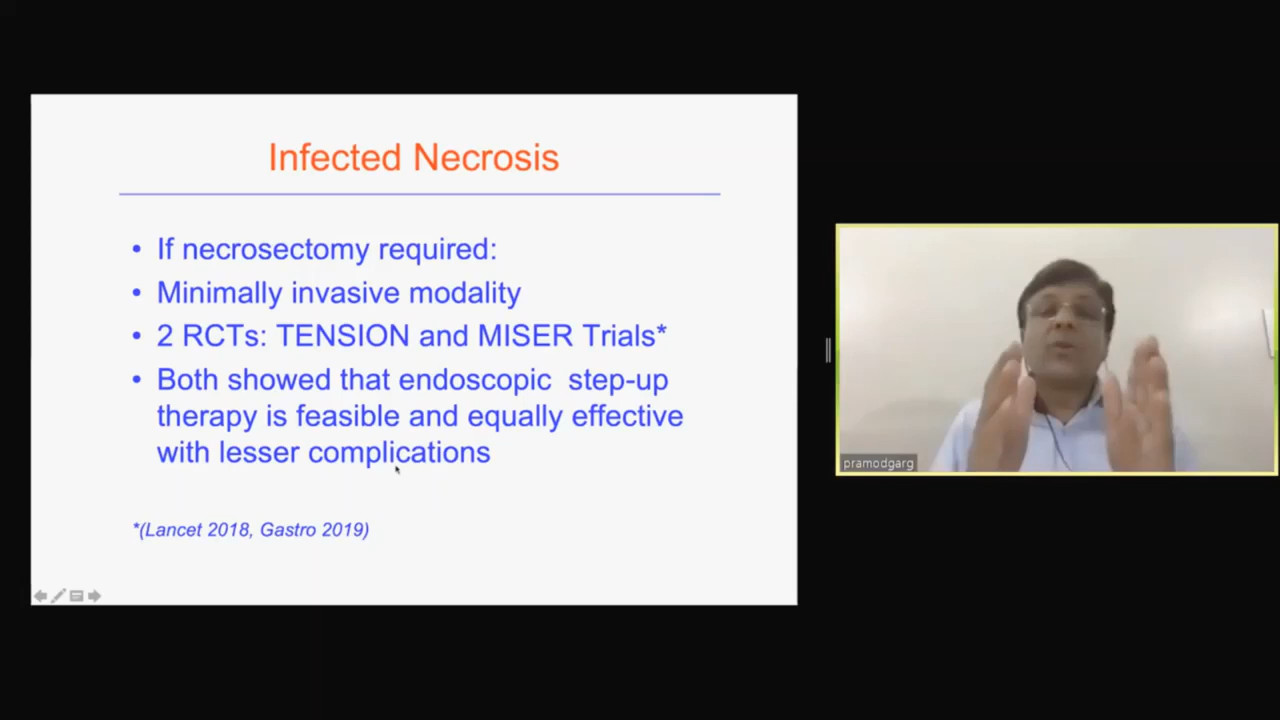 Infected Necrosis
• If necrosectomy required:
• Minimally invasive modality
• 2 RCTs: TENSION and MISER Trials*
• Both showed that endoscopic step-up
therapy is feasible and equally effective
with lesser complications
*(Lancet 2018, Gastro 2019)
pramodgarg